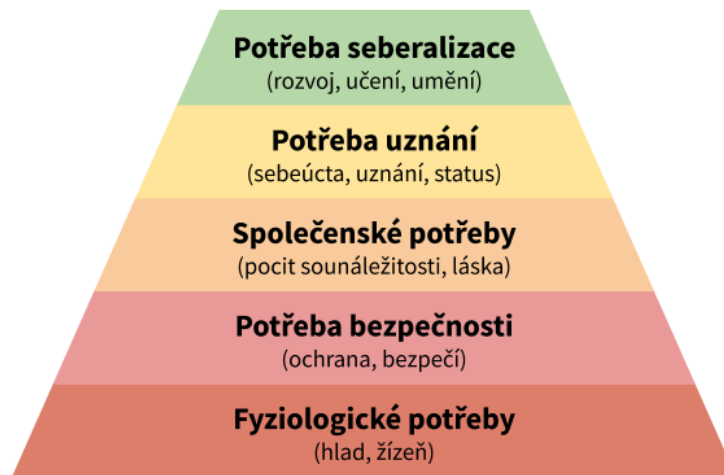 Potřeba seberalizace
(rozvoj, učení, umění)
Potřeba uznání
(sebeúcta, uznání, status)
Společenské potřeby
(pocit sounáležitosti, láska)
Potřeba bezpečnosti
(ochrana, bezpečí)
Fyziologické potřeby
(hlad, žízeň)